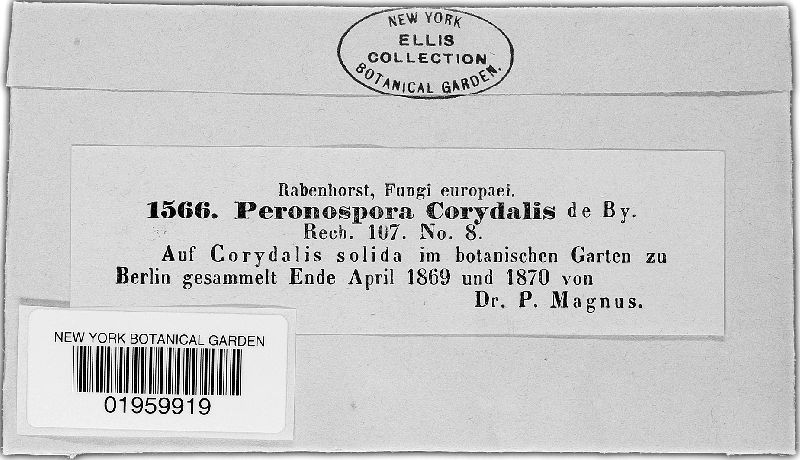 NEW YORK
ELLIS
COLLECTION
BOTANICAL GARDEN.
Rabenhorst, Fungi europaei.
1566. Peronospora Corydalis de By.
Rech. 107. No. 8.
Auf Corydalis solida im botanischen Garten zu
Berlin gesammelt Ende April 1869 und 1870 von
Dr. P. Magnus.
NEW YORK BOTANICAL GARDEN
01959919